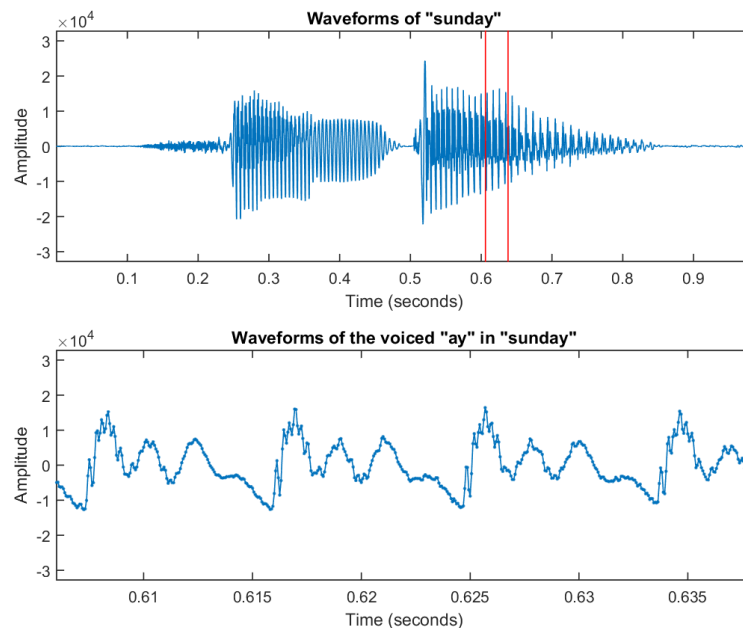 Waveforms of "sunday"
×10⁴
3
2
1
0
-1
-2
-3
Amplitude
0.1 0.2 0.3 0.4 0.5 0.6 0.7 0.8 0.9
Time (seconds)
Waveforms of the voiced "ay" in "sunday"
×10⁴
3
2
1
0
-1
-2
-3
Amplitude
0.61 0.615 0.62 0.625 0.63 0.635
Time (seconds)